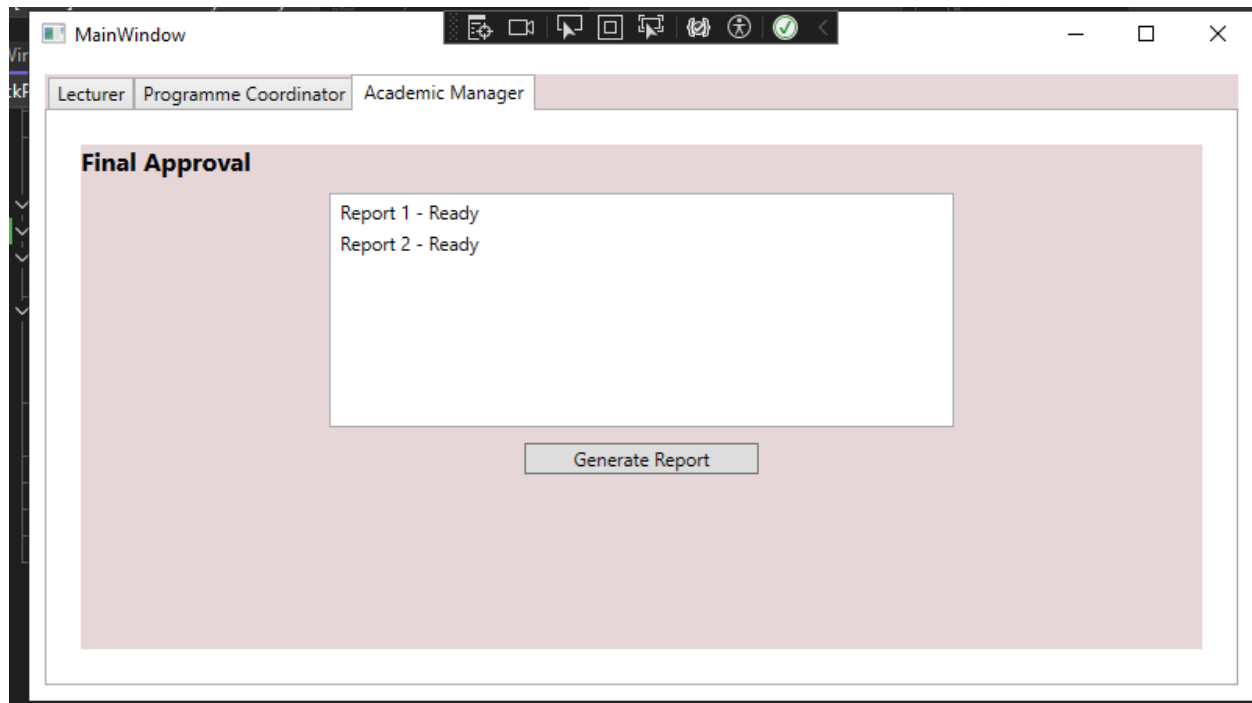 MainWindow
Lecturer
Programme Coordinator
Academic Manager
Final Approval
Report 1 - Ready
Report 2 - Ready
Generate Report